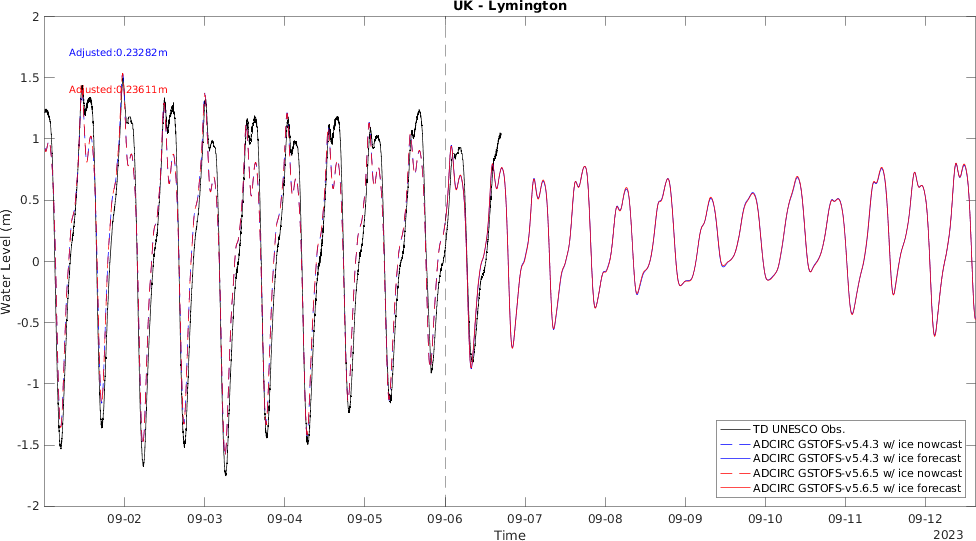 UK - Lymington
2
1.5
1
0.5
0
-0.5
-1
-1.5
-2
Water Level (m)
Adjusted:0.23282m
Adjusted:0.23611m
TD UNESCO Obs.
ADCIRC GSTOFS-v5.4.3 w/ ice nowcast
ADCIRC GSTOFS-v5.4.3 w/ ice forecast
ADCIRC GSTOFS-v5.6.5 w/ ice nowcast
ADCIRC GSTOFS-v5.6.5 w/ ice forecast
09-02 09-03 09-04 09-05 09-06 09-07 09-08 09-09 09-10 09-11 09-12
Time
2023